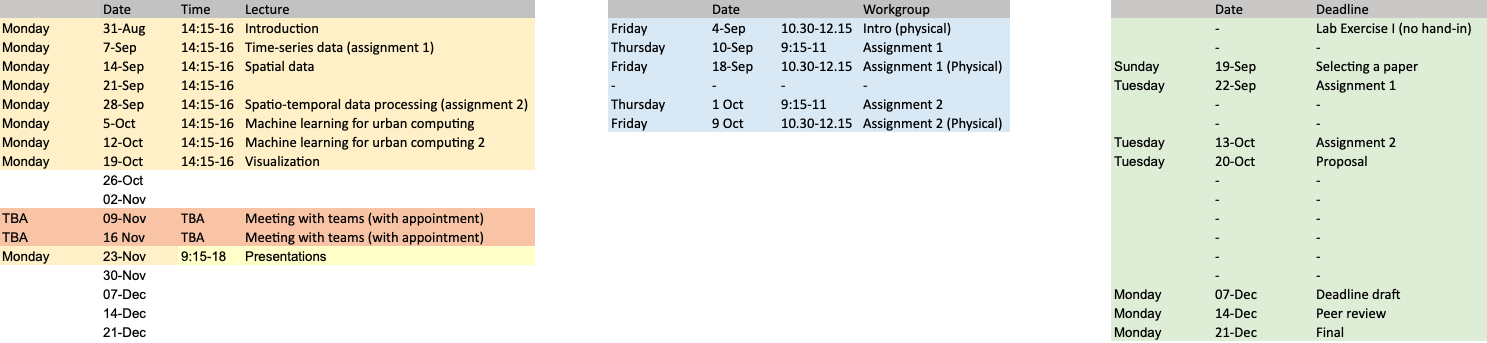 Date Time Lecture Date Workgroup Date Deadline
Monday 31-Aug 14:15-16 Introduction Friday 4-Sep 10.30-12.15 Intro (physical) - Lab Exercise I (no hand-in)
Monday 7-Sep 14:15-16 Time-series data (assignment 1) Thursday 10-Sep 9:15-11 Assignment 1 - -
Monday 14-Sep 14:15-16 Spatial data Friday 18-Sep 10.30-12.15 Assignment 1 (Physical) Sunday 19-Sep Selecting a paper
Monday 21-Sep 14:15-16 - - - - Tuesday 22-Sep Assignment 1
Monday 28-Sep 14:15-16 Spatio-temporal data processing (assignment 2) Thursday 1 Oct 9:15-11 Assignment 2 - -
Monday 5-Oct 14:15-16 Machine learning for urban computing Friday 9 Oct 10.30-12.15 Assignment 2 (Physical) - -
Monday 12-Oct 14:15-16 Machine learning for urban computing 2 Tuesday 13-Oct Assignment 2
Monday 19-Oct 14:15-16 Visualization Tuesday 20-Oct Proposal
26-Oct - -
02-Nov - -
TBA 09-Nov TBA Meeting with teams (with appointment) - -
TBA 16 Nov TBA Meeting with teams (with appointment) - -
Monday 23-Nov 9:15-18 Presentations - -
30-Nov - -
07-Dec Monday 07-Dec Deadline draft
14-Dec Monday 14-Dec Peer review
21-Dec Monday 21-Dec Final